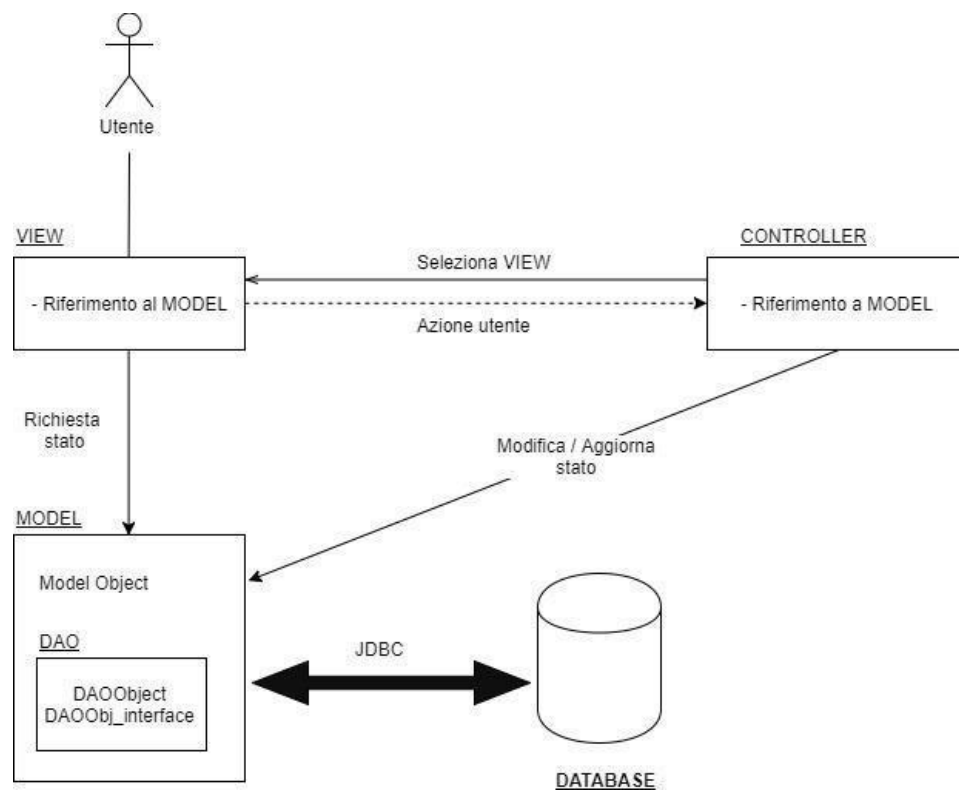 Utente
VIEW
CONTROLLER
Seleziona VIEW
- Riferimento al MODEL
- Riferimento a MODEL
Azione utente
Richiesta
stato
Modifica / Aggiorna
stato
MODEL
Model Object
DAO
JDBC
DAOObject
DAOObj_interface
DATABASE